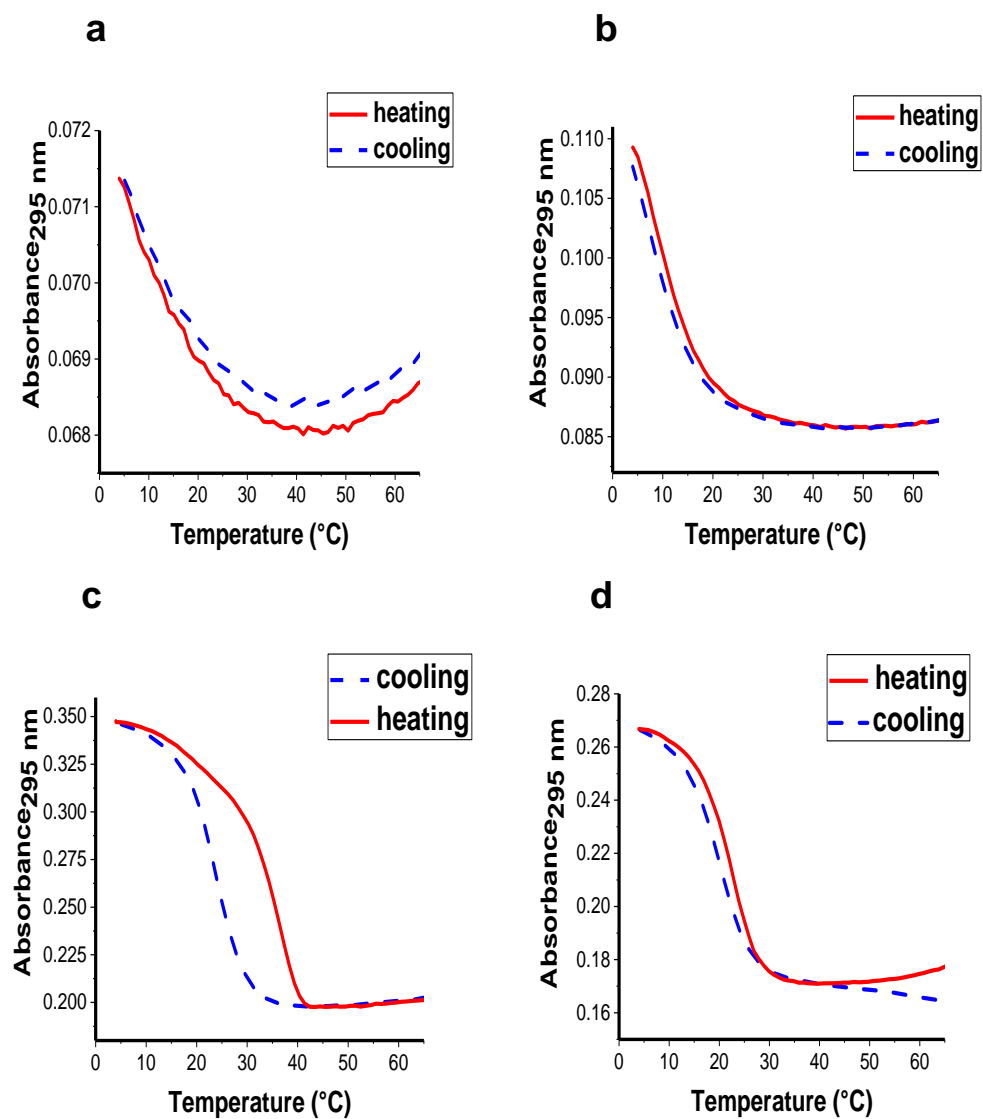 a
heating
cooling
0.072
0.071
0.070
0.069
0.068
Absorbance295 nm
0 10 20 30 40 50 60
Temperature (°C)
b
heating
cooling
0.110
0.105
0.100
0.095
0.090
0.085
Absorbance295 nm
0 10 20 30 40 50 60
Temperature (°C)
c
cooling
heating
0.350
0.325
0.300
0.275
0.250
0.225
0.200
Absorbance295 nm
0 10 20 30 40 50 60
Temperature (°C)
d
heating
cooling
0.28
0.26
0.24
0.22
0.20
0.18
0.16
Absorbance295 nm
0 10 20 30 40 50 60
Temperature (°C)